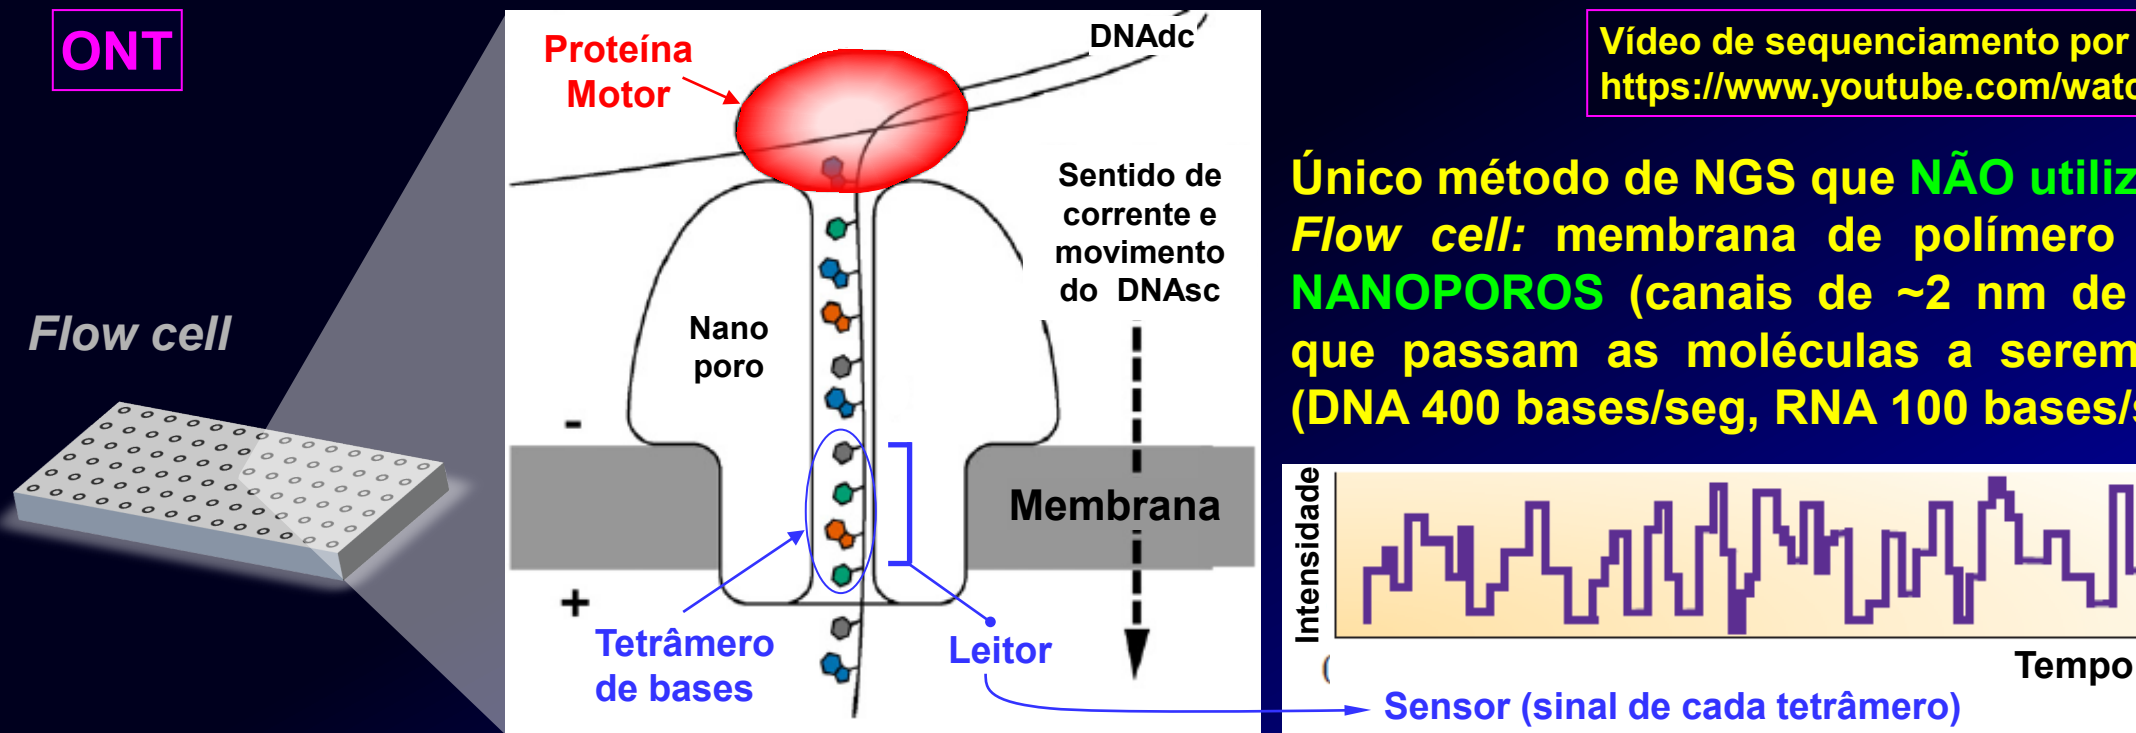 ONT
Flow cell
Proteína
Motor
DNAdc
Sentido de
corrente e
movimento
do DNAsc
Nano
poro
-
Membrana
+
Tetrâmero
de bases
Leitor
Vídeo de sequenciamento por
https://www.youtube.com/watc
Único método de NGS que NÃO utiliz
Flow cell: membrana de polímero
NANOPOROS (canais de ~2 nm de
que passam as moléculas a serem
(DNA 400 bases/seg, RNA 100 bases/s
Intensidade
Tempo
Sensor (sinal de cada tetrâmero)